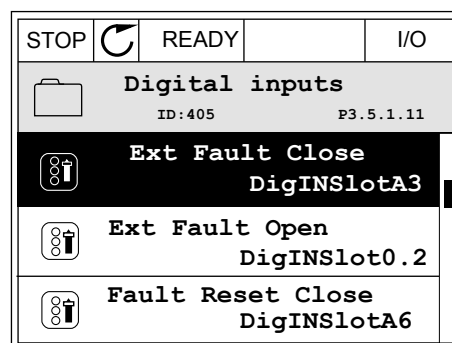 STOP READY I/O
Digital inputs
ID:405 P3.5.1.11
Ext Fault Close
DigINSlotA3
Ext Fault Open
DigINSlot0.2
Fault Reset Close
DigINSlotA6